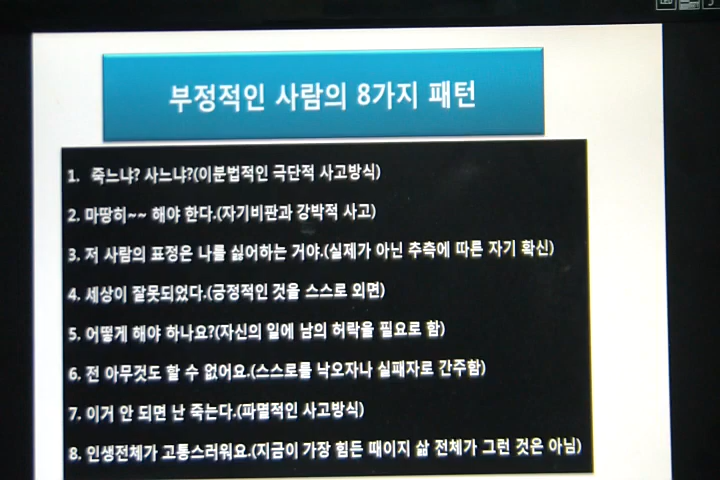 부정적인 사람의 8가지 패턴
1. 죽느냐? 사느냐?(이분법적인 극단적 사고방식)
2. 마땅히~~ 해야 한다.(자기비판과 강박적 사고)
3. 저 사람의 표정은 나를 싫어하는 거야.(실제가 아닌 추측에 따른 자기 확신)
4. 세상이 잘못되었다.(긍정적인 것을 스스로 외면)
5. 어떻게 해야 하나요?(자신의 일에 남의 허락을 필요로 함)
6. 전 아무것도 할 수 없어요.(스스로를 낙오자나 실패자로 간주함)
7. 이거 안 되면 난 죽는다.(파멸적인 사고방식)
8. 인생전체가 고통스러워요.(지금이 가장 힘든 때이지 삶 전체가 그런 것은 아님)